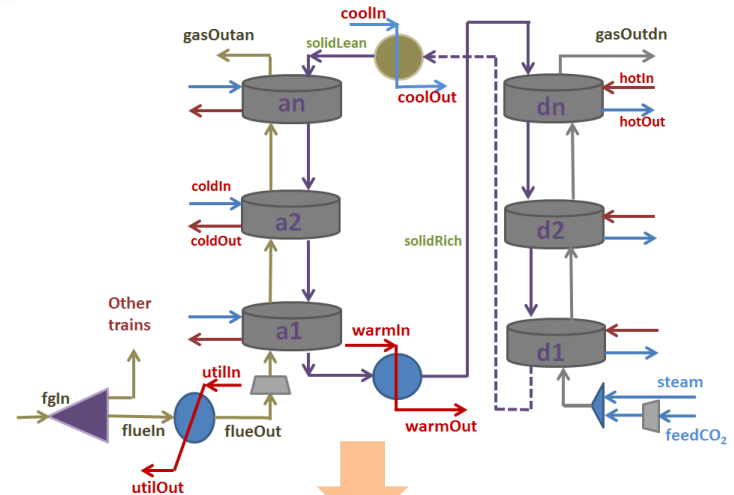 coolIn
gasOutan
solidLean
gasOutdn
hotIn
an
coolOut
dn
hotOut
coldIn
a2
coldOut
solidRich
d2
Other
trains
a1
warmIn
d1
utilIn
fgIn
steam
flueIn
flueOut
warmOut
feedCO₂
utilOut